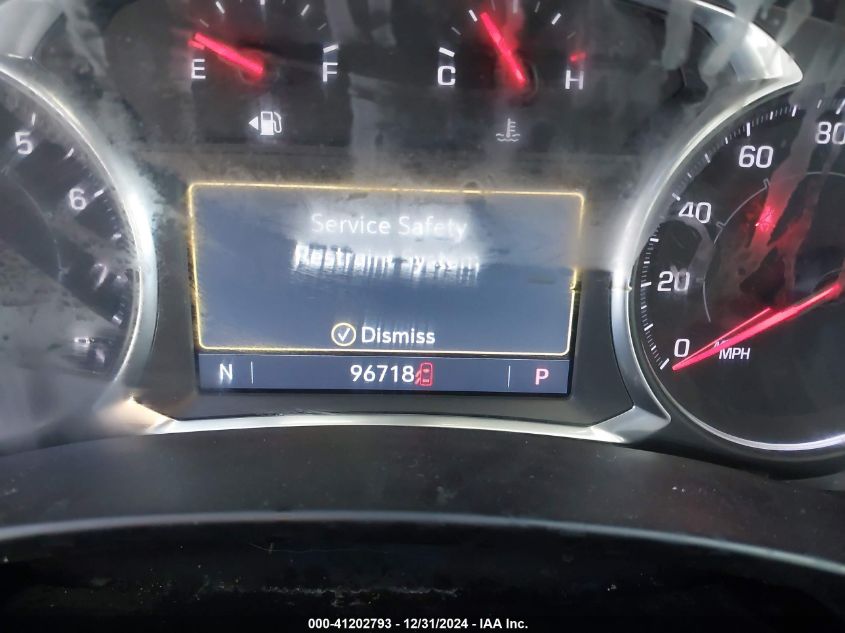 E F C H
5 6 7
80
60
40
20
0
MPH
Service Safety
Restraint System
Dismiss
N 96718 P
000-41202793 - 12/31/2024 - IAA Inc.